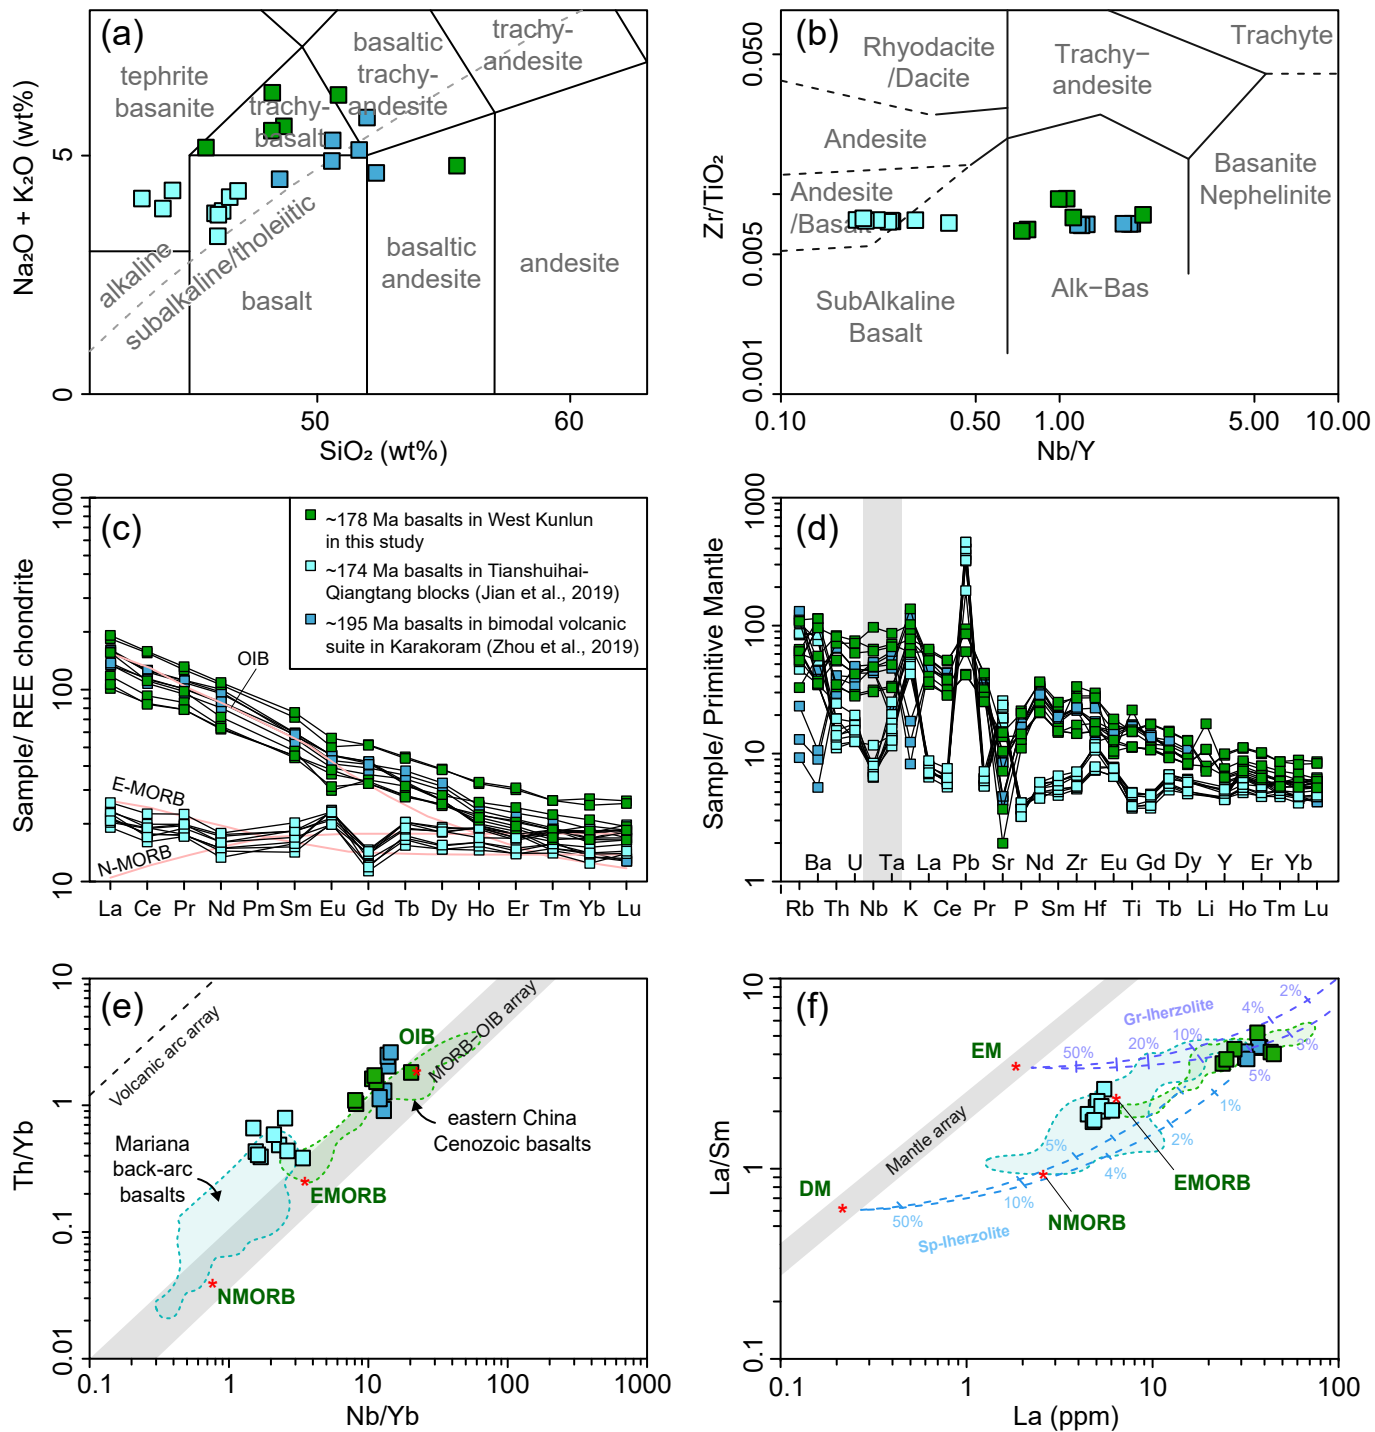 (a)
tephrite
basanite
trachy-
basalt
basaltic
trachy-
andesite
trachy-
andesite
alkaline
subalkaline/tholeiitic
basalt
basaltic
andesite
andesite
Na₂O + K₂O (wt%)
0
5
50
60
SiO₂ (wt%)
(b)
Rhyodacite
/Dacite
Trachy−
andesite
Trachyte
Andesite
Andesite
/Basalt
Basanite
Nephelinite
SubAlkaline
Basalt
Alk−Bas
Zr/TiO₂
0.050
0.005
0.001
0.10
0.50
1.00
5.00
10.00
Nb/Y
(c)
~178 Ma basalts in West Kunlun
in this study
~174 Ma basalts in Tianshuihai-
Qiangtang blocks (Jian et al., 2019)
~195 Ma basalts in bimodal volcanic
suite in Karakoram (Zhou et al., 2019)
OIB
E-MORB
N-MORB
Sample/ REE chondrite
1000
100
10
La Ce Pr Nd Pm Sm Eu Gd Tb Dy Ho Er Tm Yb Lu
(d)
Sample/ Primitive Mantle
1000
100
10
1
Ba U Ta La Pb Sr Nd Zr Eu Gd Dy Y Er Yb
Rb Th Nb K Ce Pr P Sm Hf Ti Tb Li Ho Tm Lu
(e)
Volcanic arc array
OIB
MORB−OIB array
Mariana
back-arc
basalts
eastern China
Cenozoic basalts
EMORB
NMORB
Th/Yb
10
1
0.1
0.01
0.1
1
10
100
1000
Nb/Yb
(f)
Gr-lherzolite
2%
4%
10%
20%
50%
3%
5%
EM
Mantle array
1%
2%
5%
4%
10%
50%
DM
EMORB
NMORB
Sp-lherzolite
La/Sm
10
1
0.1
0.1
1
10
100
La (ppm)